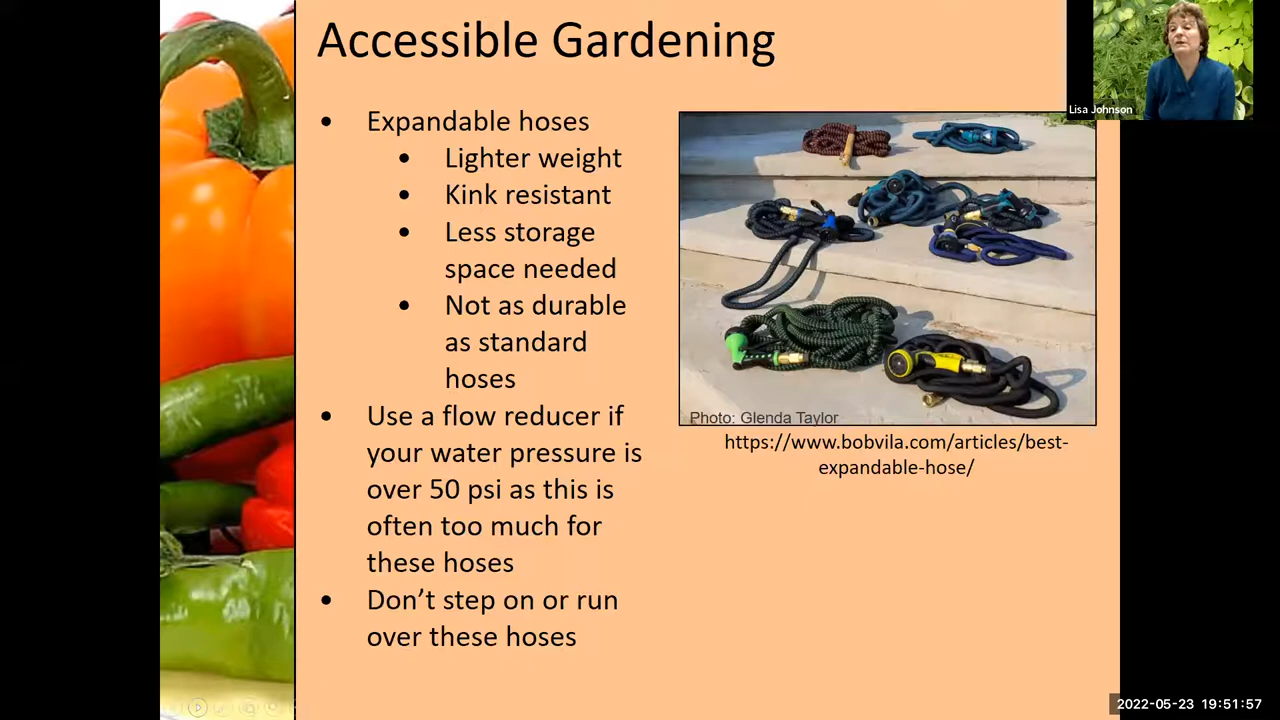 Accessible Gardening
Lisa Johnson
• Expandable hoses
• Lighter weight
• Kink resistant
• Less storage
space needed
• Not as durable
as standard
hoses
• Use a flow reducer if
your water pressure is
over 50 psi as this is
often too much for
these hoses
• Don’t step on or run
over these hoses
Photo: Glenda Taylor
https://www.bobvila.com/articles/best-
expandable-hose/
2022-05-23 19:51:57